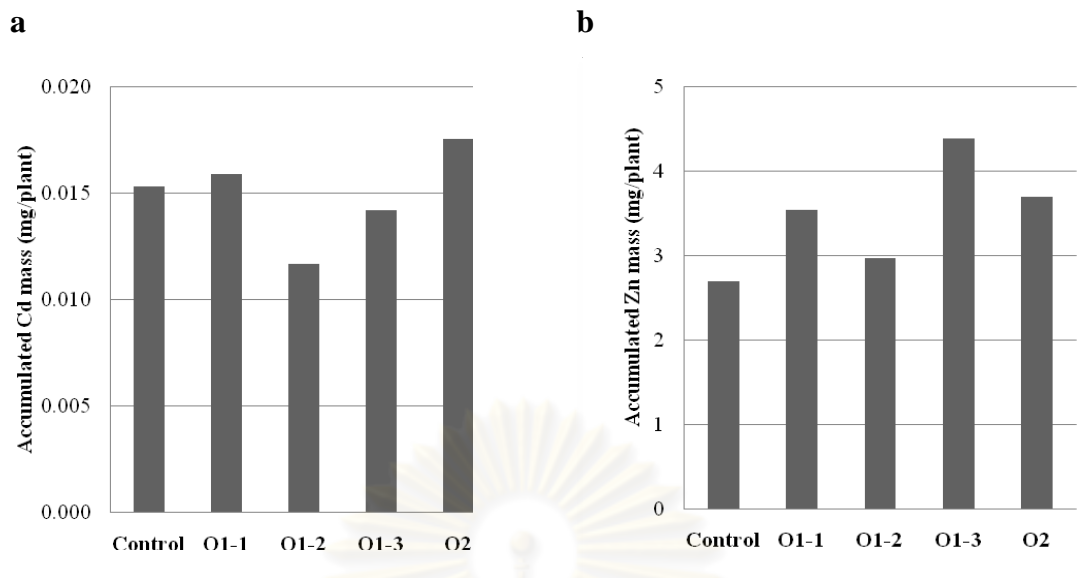 a
Accumulated Cd mass (mg/plant)
0.020
0.015
0.010
0.005
0.000
Control O1-1 O1-2 O1-3 O2
b
Accumulated Zn mass (mg/plant)
5
4
3
2
1
0
Control O1-1 O1-2 O1-3 O2